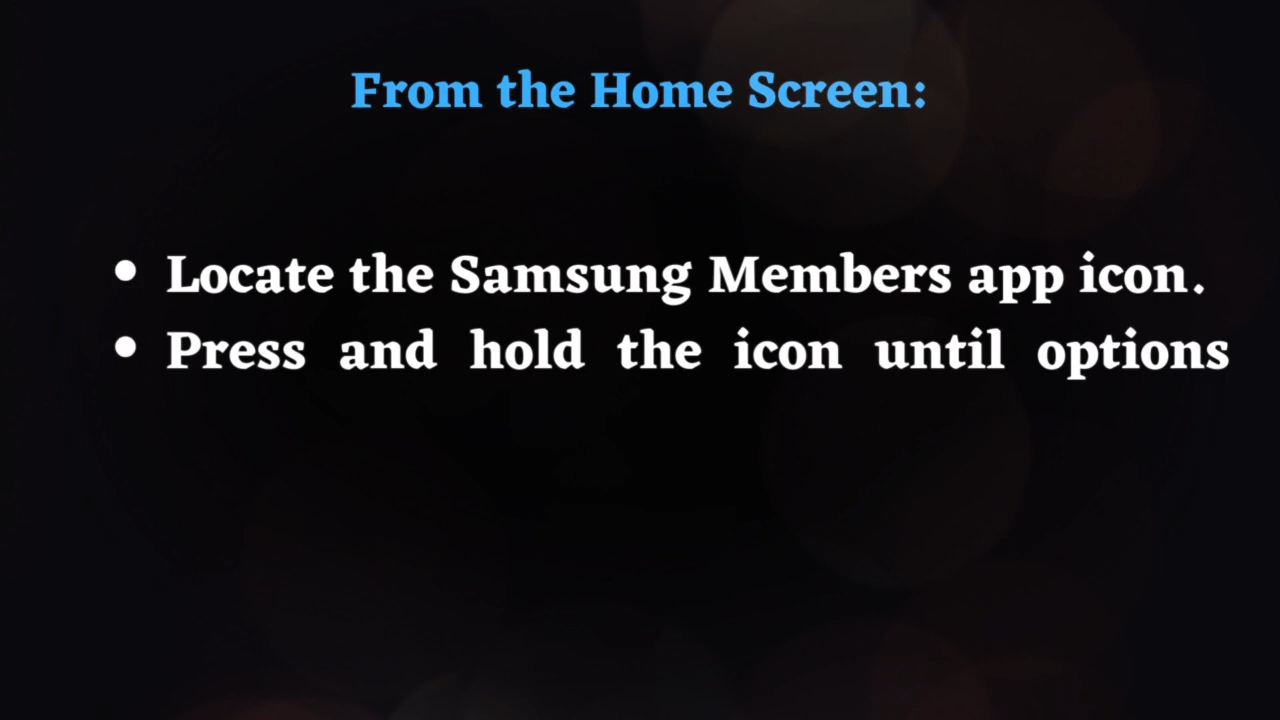 From the Home Screen:
• Locate the Samsung Members app icon.
• Press and hold the icon until options